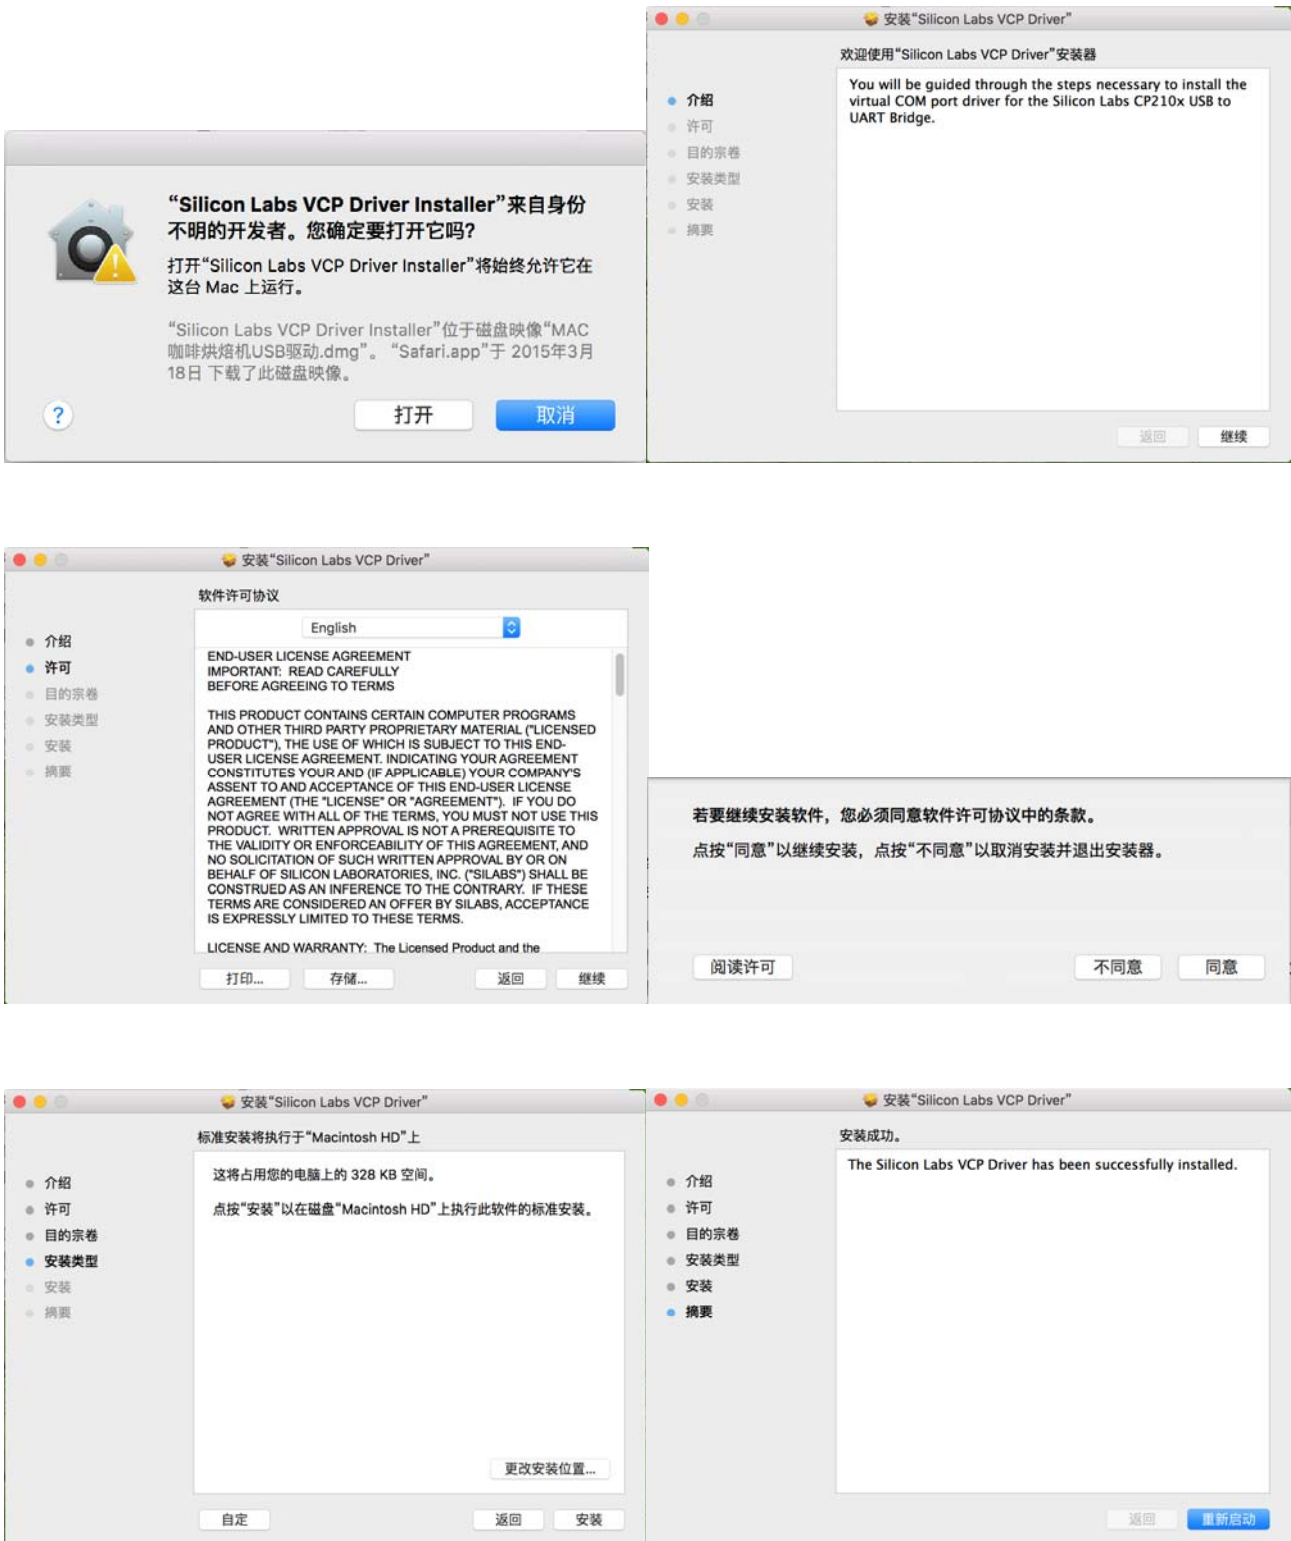 “Silicon Labs VCP Driver Installer”来自身份
不明的开发者。您确定要打开它吗？
打开“Silicon Labs VCP Driver Installer”将始终允许它在
这台 Mac 上运行。
“Silicon Labs VCP Driver Installer”位于磁盘映像“MAC
咖啡烘焙机USB驱动.dmg”。“Safari.app”于 2015年3月
18日 下载了此磁盘映像。
?
打开
取消
安装“Silicon Labs VCP Driver”
欢迎使用“Silicon Labs VCP Driver”安装器
介绍
许可
目的宗卷
安装类型
安装
摘要
You will be guided through the steps necessary to install the
virtual COM port driver for the Silicon Labs CP210x USB to
UART Bridge.
返回
继续
安装“Silicon Labs VCP Driver”
软件许可协议
介绍
许可
目的宗卷
安装类型
安装
摘要
English
END-USER LICENSE AGREEMENT
IMPORTANT: READ CAREFULLY
BEFORE AGREEING TO TERMS
THIS PRODUCT CONTAINS CERTAIN COMPUTER PROGRAMS
AND OTHER THIRD PARTY PROPRIETARY MATERIAL ("LICENSED
PRODUCT"), THE USE OF WHICH IS SUBJECT TO THIS END-
USER LICENSE AGREEMENT. INDICATING YOUR AGREEMENT
CONSTITUTES YOUR AND (IF APPLICABLE) YOUR COMPANY'S
ASSENT TO AND ACCEPTANCE OF THIS END-USER LICENSE
AGREEMENT (THE "LICENSE" OR "AGREEMENT"). IF YOU DO
NOT AGREE WITH ALL OF THE TERMS, YOU MUST NOT USE THIS
PRODUCT. WRITTEN APPROVAL IS NOT A PREREQUISITE TO
THE VALIDITY OR ENFORCEABILITY OF THIS AGREEMENT, AND
NO SOLICITATION OF SUCH WRITTEN APPROVAL BY OR ON
BEHALF OF SILICON LABORATORIES, INC. ("SILABS") SHALL BE
CONSTRUED AS AN INFERENCE TO THE CONTRARY. IF THESE
TERMS ARE CONSIDERED AN OFFER BY SILABS, ACCEPTANCE
IS EXPRESSLY LIMITED TO THESE TERMS.
LICENSE AND WARRANTY: The Licensed Product and the
打印...
存储...
返回
继续
若要继续安装软件，您必须同意软件许可协议中的条款。
点按“同意”以继续安装，点按“不同意”以取消安装并退出安装器。
阅读许可
不同意
同意
安装“Silicon Labs VCP Driver”
标准安装将执行于“Macintosh HD”上
介绍
许可
目的宗卷
安装类型
安装
摘要
这将占用您的电脑上的 328 KB 空间。
点按“安装”以在磁盘“Macintosh HD”上执行此软件的标准安装。
更改安装位置...
自定
返回
安装
安装“Silicon Labs VCP Driver”
安装成功。
介绍
许可
目的宗卷
安装类型
安装
摘要
The Silicon Labs VCP Driver has been successfully installed.
返回
重新启动